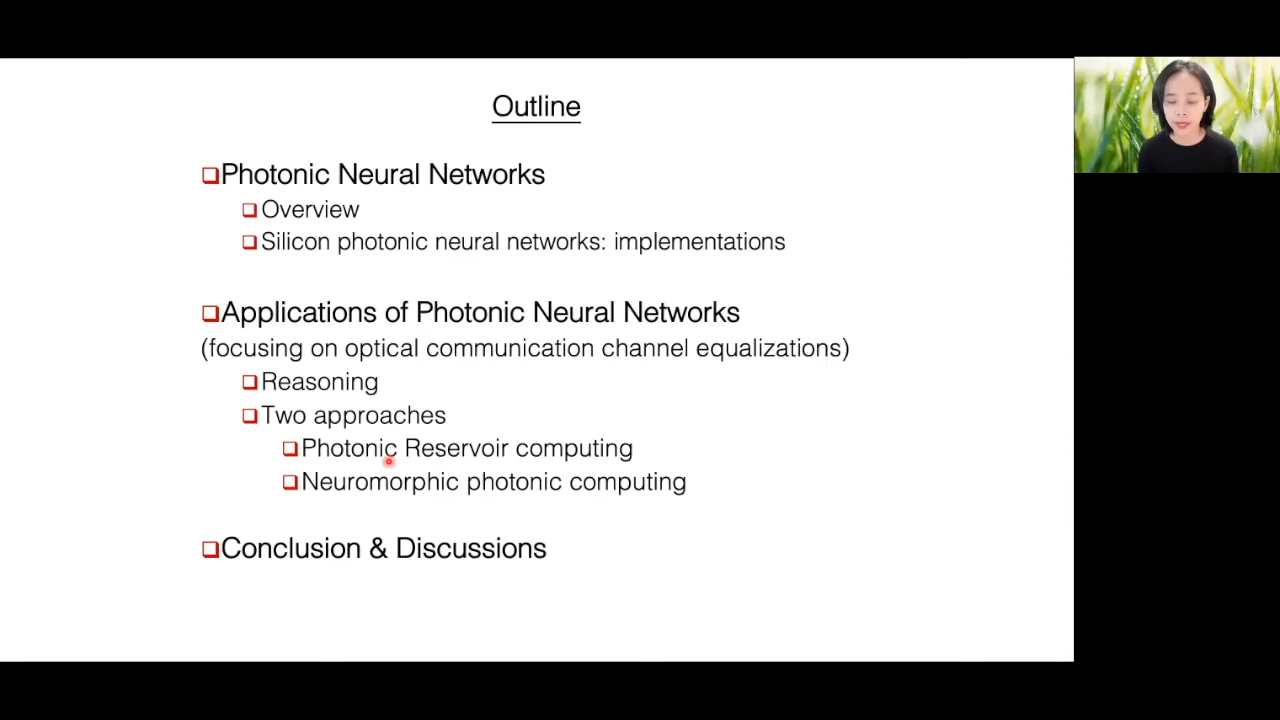 Outline
Photonic Neural Networks
Overview
Silicon photonic neural networks: implementations
Applications of Photonic Neural Networks
(focusing on optical communication channel equalizations)
Reasoning
Two approaches
Photonic Reservoir computing
Neuromorphic photonic computing
Conclusion & Discussions